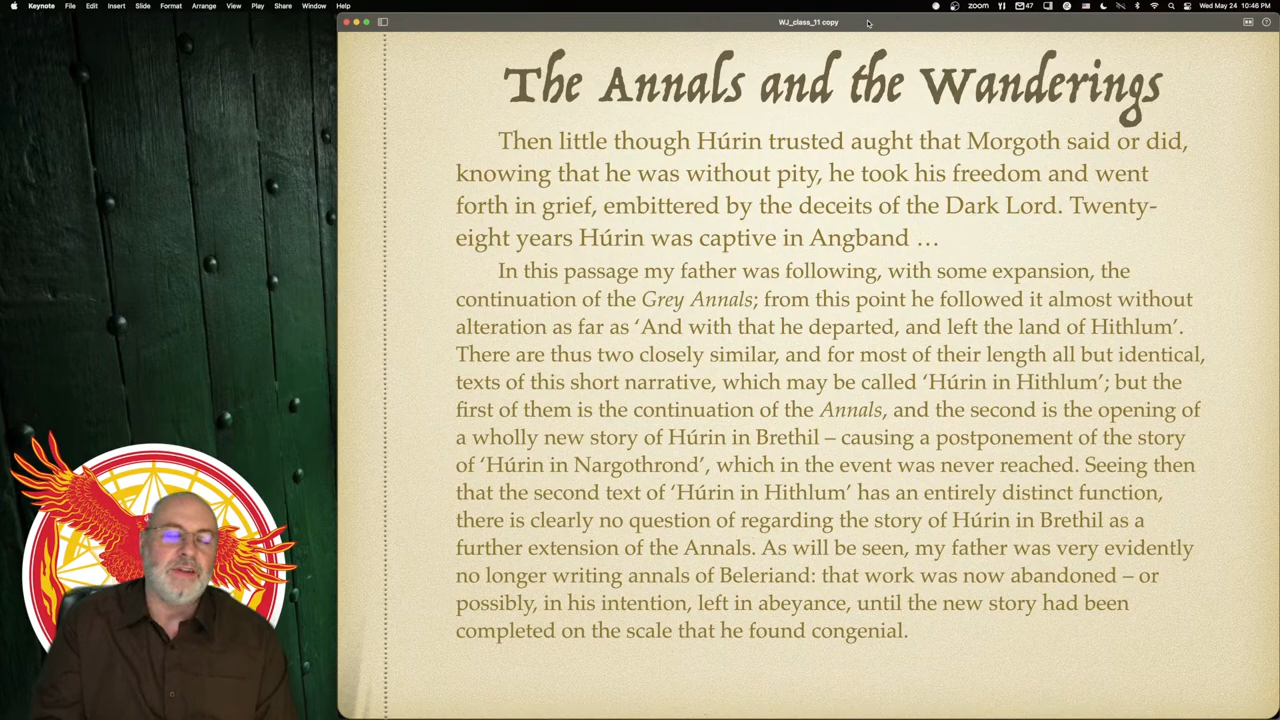 Keynote File Edit Insert Slide Arrange Format View Play Share Window Help
zoom 47 Wed May 24 10:46 PM
WJ_class_11 copy
The Annals and the Wanderings
Then little though Húrin trusted aught that Morgoth said or did,
knowing that he was without pity, he took his freedom and went
forth in grief, embittered by the deceits of the Dark Lord. Twenty-
eight years Húrin was captive in Angband …
In this passage my father was following, with some expansion, the
continuation of the Grey Annals; from this point he followed it almost without
alteration as far as ‘And with that he departed, and left the land of Hithlum’.
There are thus two closely similar, and for most of their length all but identical,
texts of this short narrative, which may be called ‘Húrin in Hithlum’; but the
first of them is the continuation of the Annals, and the second is the opening of
a wholly new story of Húrin in Brethil – causing a postponement of the story
of ‘Húrin in Nargothrond’, which in the event was never reached. Seeing then
that the second text of ‘Húrin in Hithlum’ has an entirely distinct function,
there is clearly no question of regarding the story of Húrin in Brethil as a
further extension of the Annals. As will be seen, my father was very evidently
no longer writing annals of Beleriand: that work was now abandoned – or
possibly, in his intention, left in abeyance, until the new story had been
completed on the scale that he found congenial.